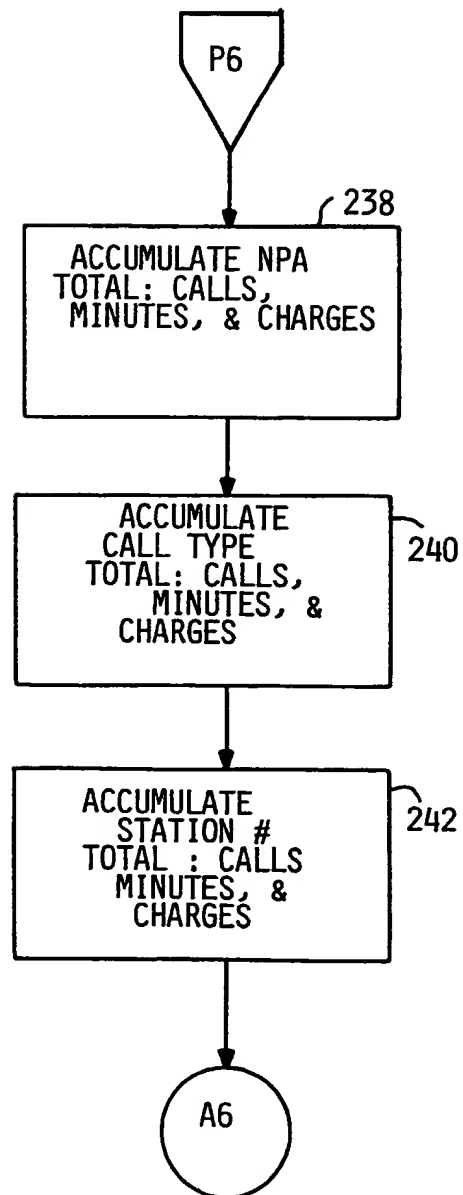 P6
238
ACCUMULATE NPA
TOTAL: CALLS,
MINUTES, & CHARGES
ACCUMULATE
CALL TYPE
TOTAL: CALLS,
MINUTES, &
CHARGES
240
ACCUMULATE
STATION #
TOTAL : CALLS
MINUTES, &
CHARGES
242
A6